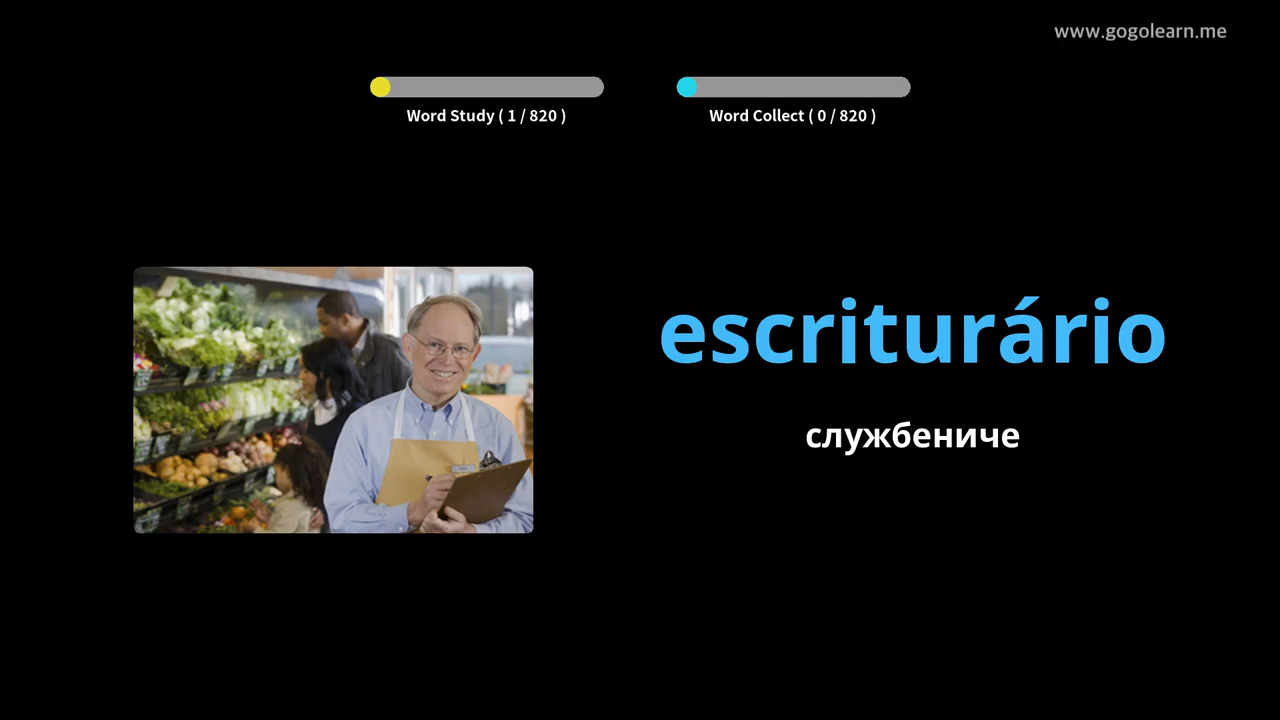 www.gogolearn.me
Word Study ( 1 / 820 )
Word Collect ( 0 / 820 )
escriturário
службениче